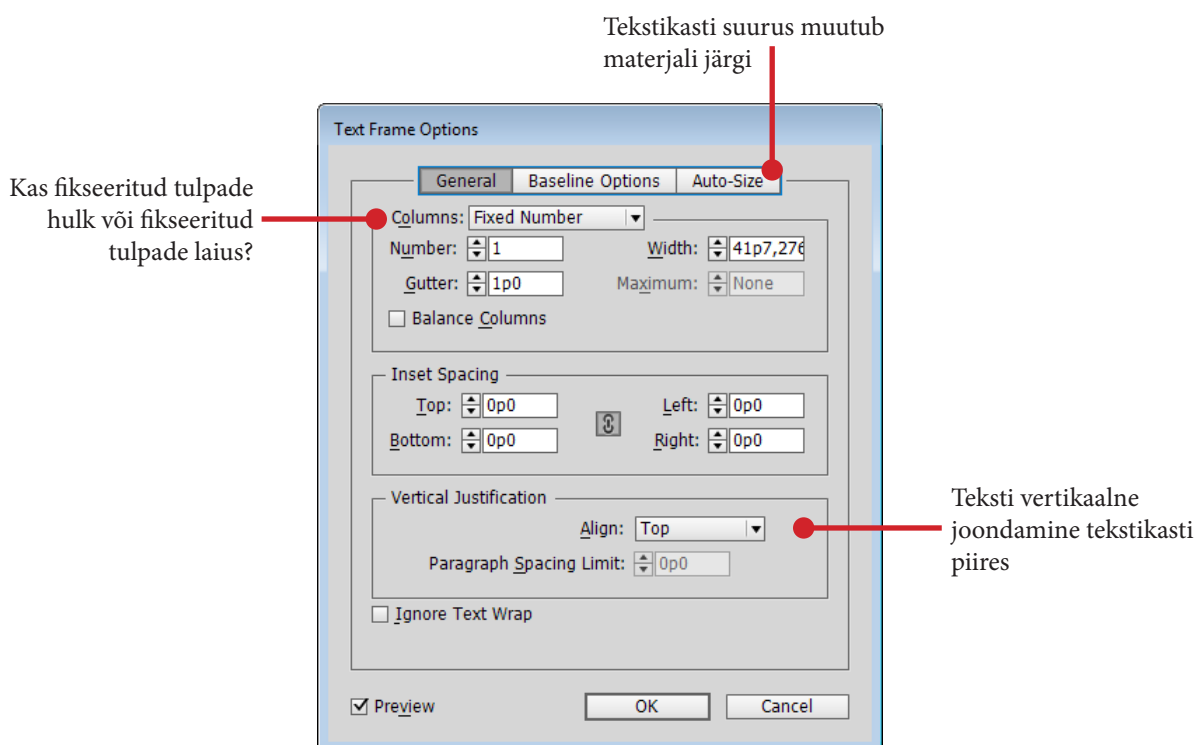 Tekstikasti suurus muutub
materjali järgi
Text Frame Options
General Baseline Options Auto-Size
Kas fikseeritud tulpade
hulk või fikseeritud
tulpade laius?
Columns: Fixed Number
Number: 1 Width: 41p7,276
Gutter: 1p0 Maximum: None
Balance Columns
Inset Spacing
Top: 0p0 Left: 0p0
Bottom: 0p0 Right: 0p0
Vertical Justification
Align: Top
Paragraph Spacing Limit: 0p0
Teksti vertikaalne
joondamine tekstikasti
piires
Ignore Text Wrap
Preview OK Cancel